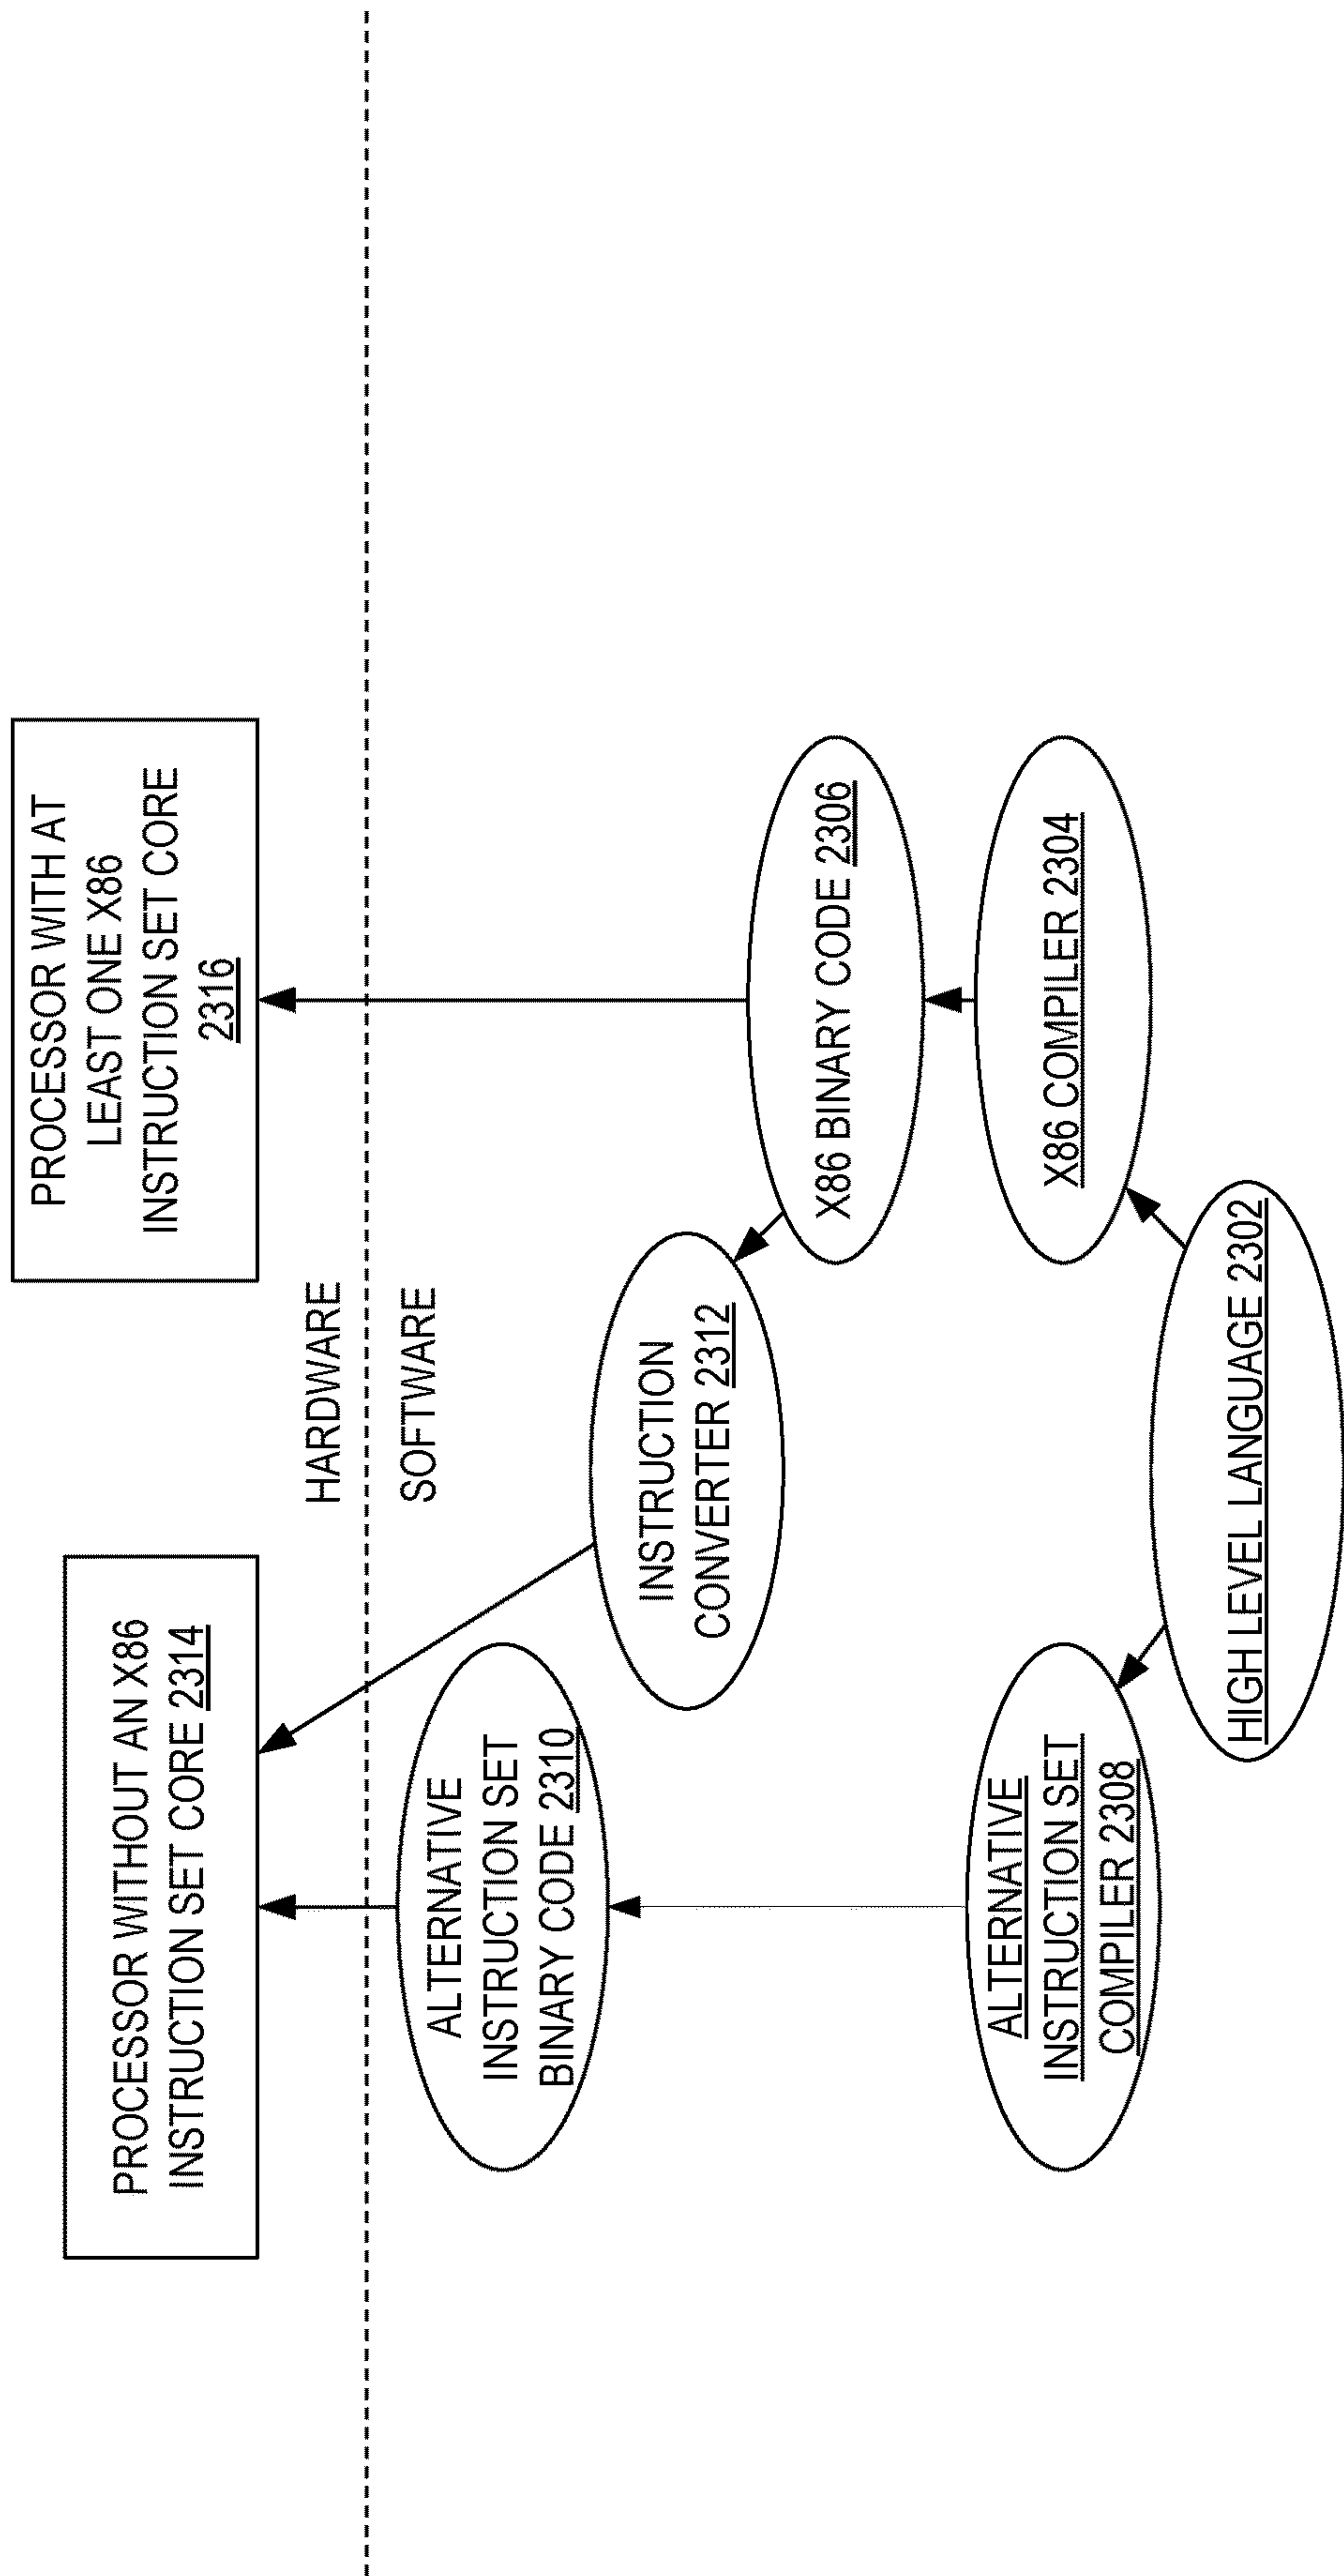 PROCESSOR WITHOUT AN X86
INSTRUCTION SET CORE 2314
PROCESSOR WITH AT
LEAST ONE X86
INSTRUCTION SET CORE
2316
HARDWARE
SOFTWARE
ALTERNATIVE
INSTRUCTION SET
BINARY CODE 2310
INSTRUCTION
CONVERTER 2312
X86 BINARY CODE 2306
ALTERNATIVE
INSTRUCTION SET
COMPILER 2308
X86 COMPILER 2304
HIGH LEVEL LANGUAGE 2302